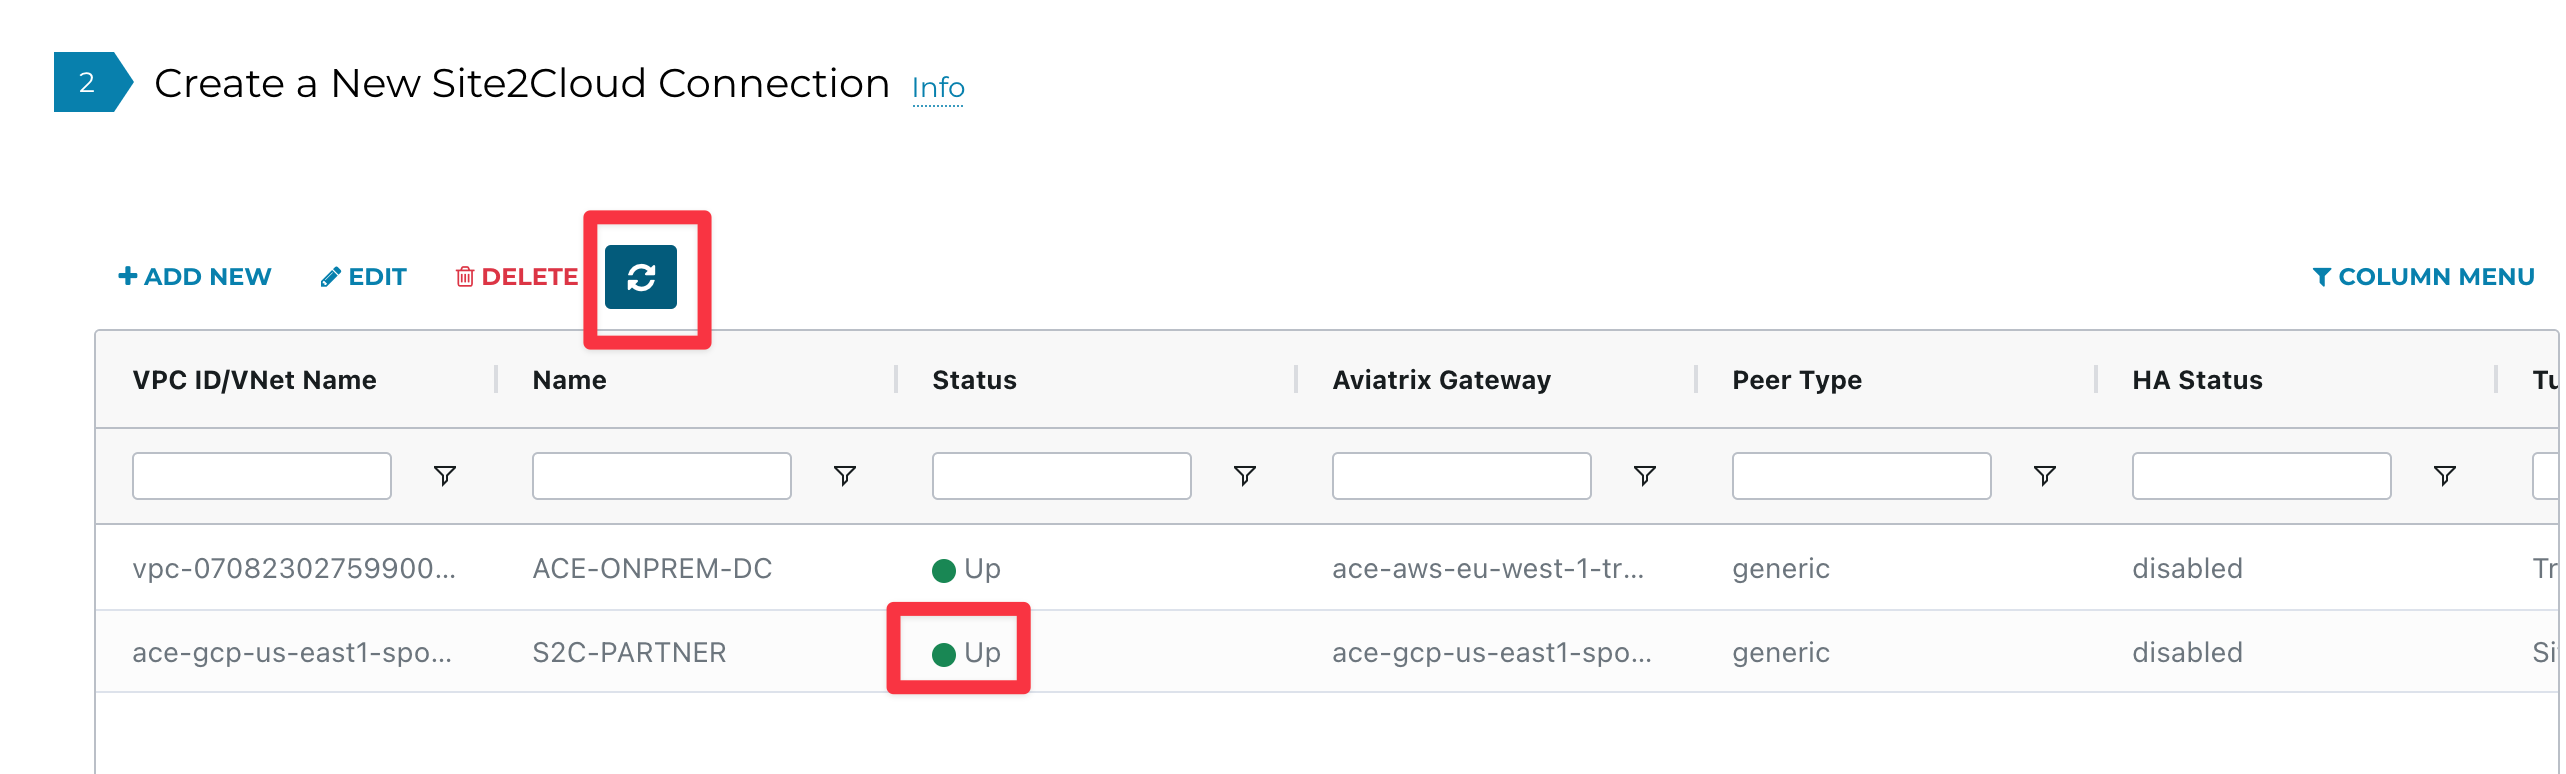 2 Create a New Site2Cloud Connection Info
ADD NEW EDIT DELETE COLUMN MENU
VPC ID/VNet Name Name Status Aviatrix Gateway Peer Type HA Status Tu
vpc-07082302759900... ACE-ONPREM-DC Up ace-aws-eu-west-1-tr... generic disabled Tr
ace-gcp-us-east1-spo... S2C-PARTNER Up ace-gcp-us-east1-spo... generic disabled Si